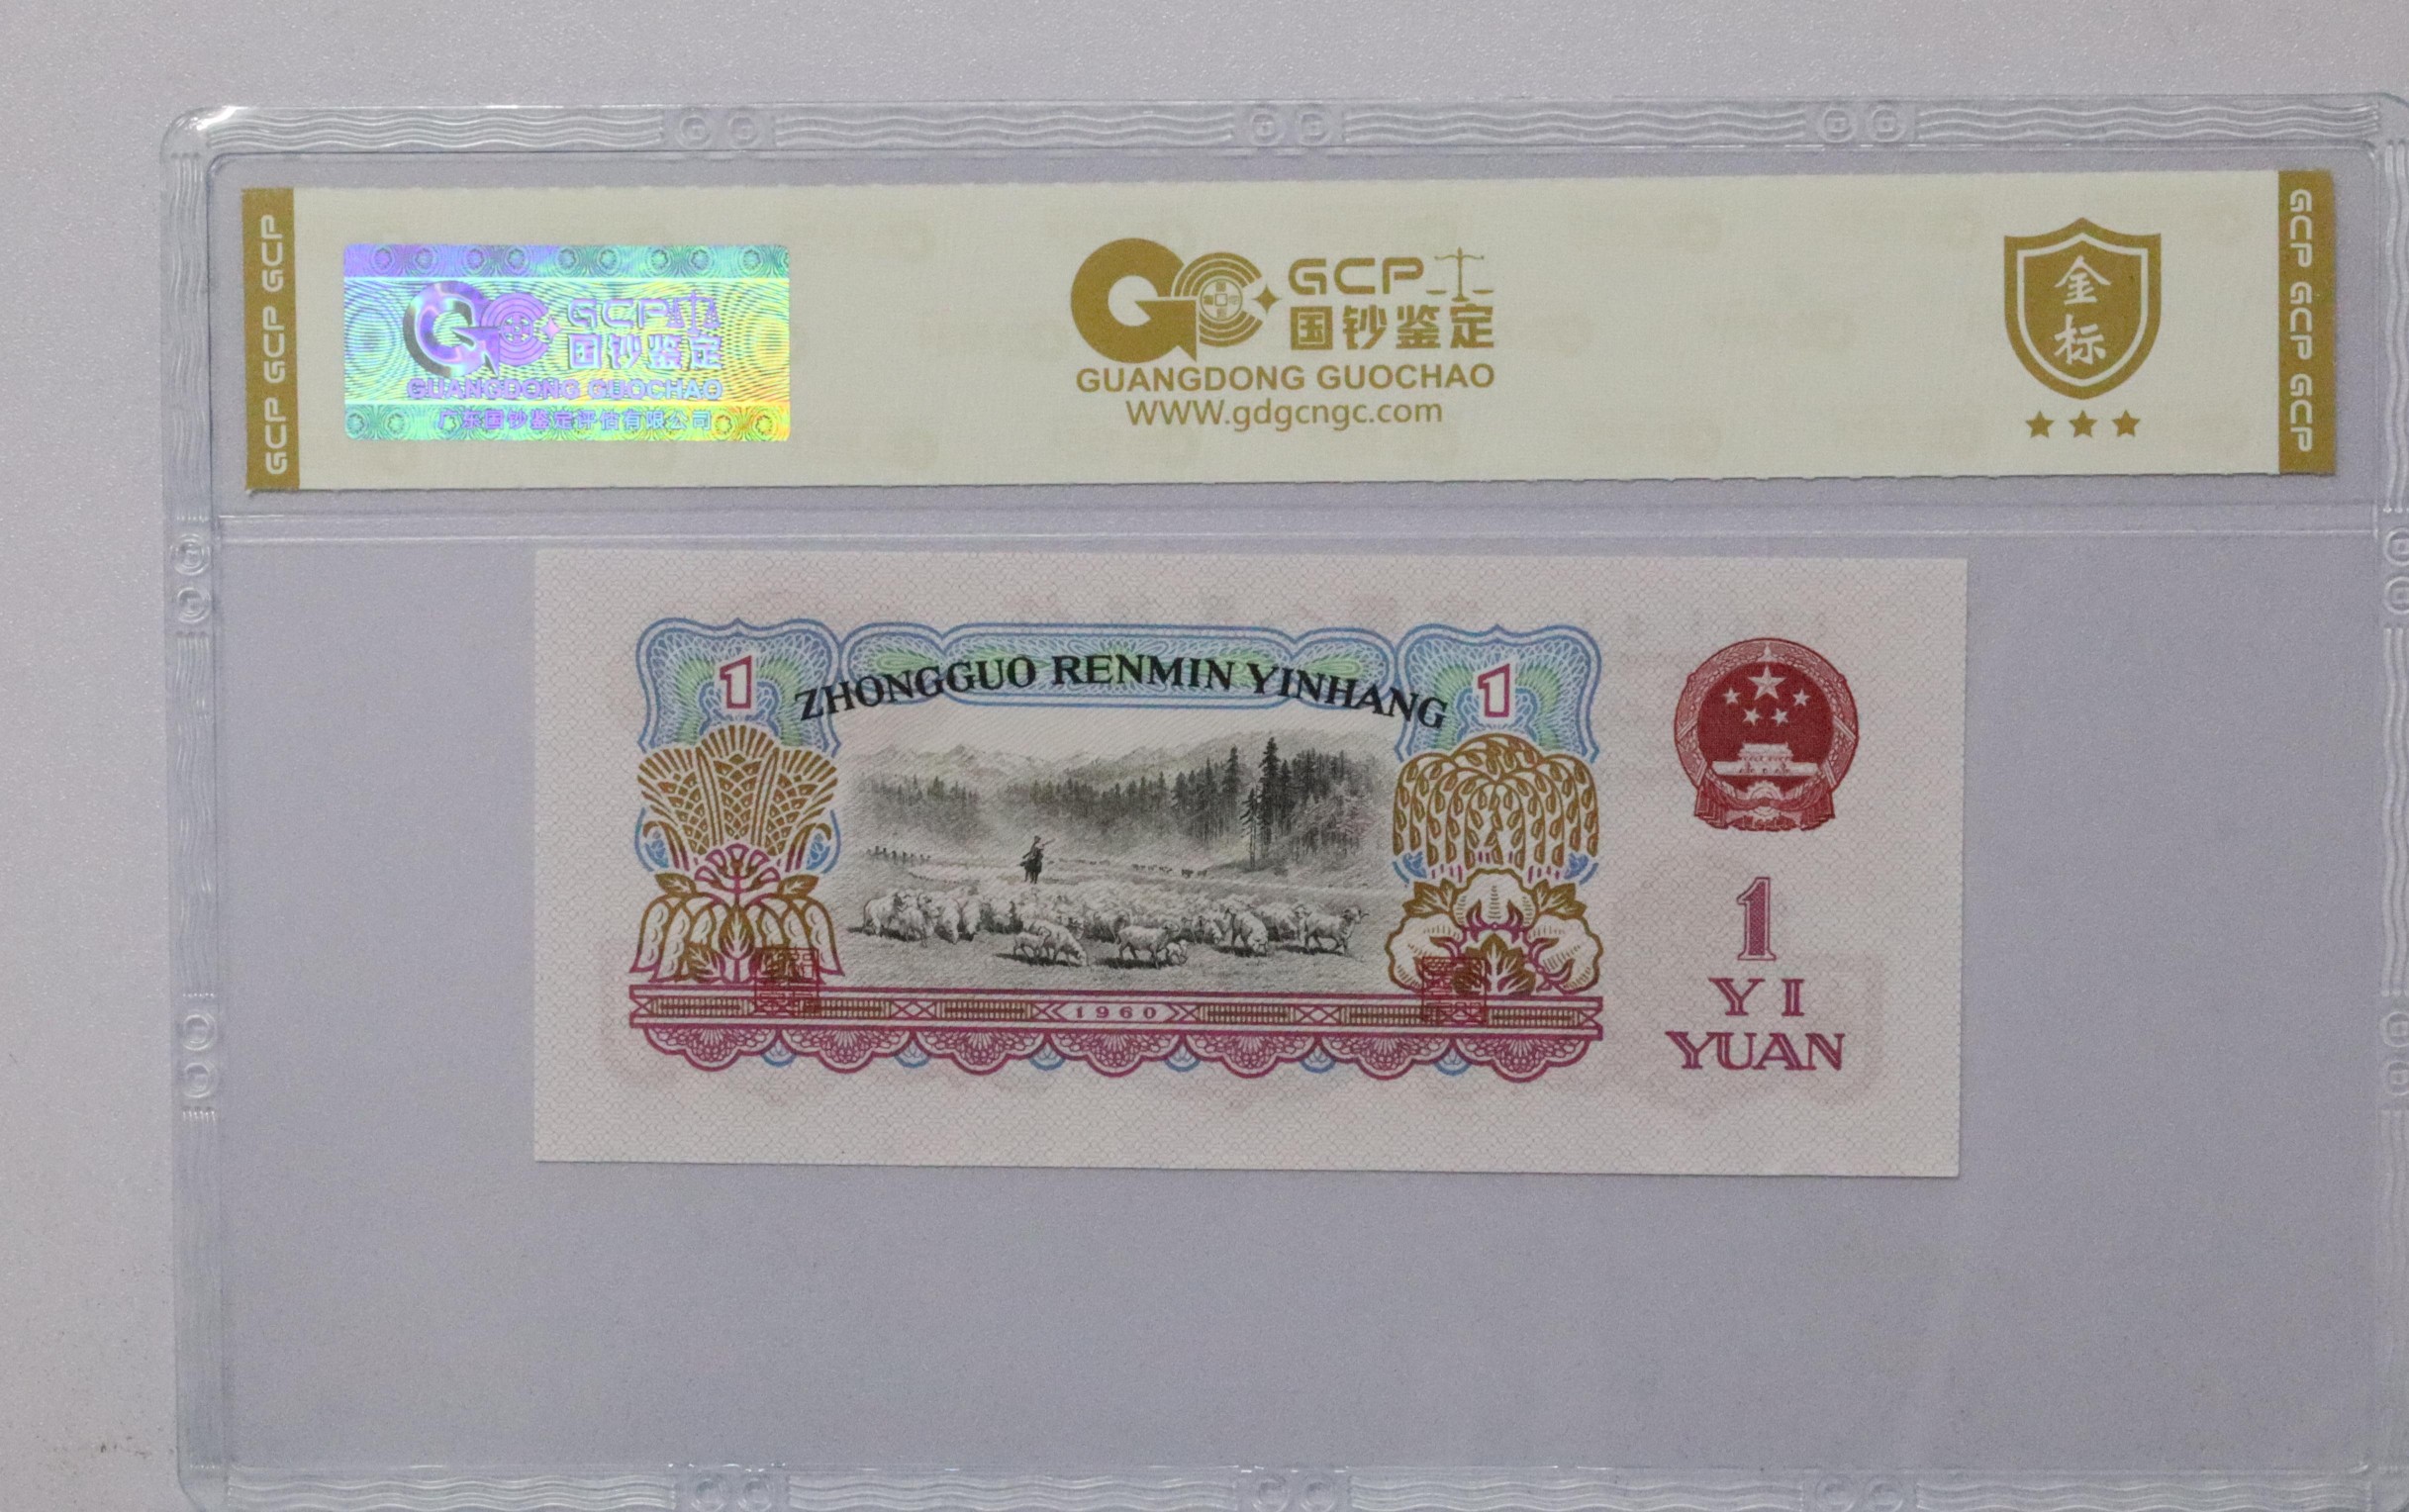 GCP GCP GCP
GCP
国钞鉴定
GUANGDONG GUOCHAO
广东国钞鉴定评估有限公司
GCP
国钞鉴定
GUANGDONG GUOCHAO
WWW.gdgcngc.com
金标
GCP GCP GCP
1
ZHONGGUO RENMIN YINHANG
1
1960
1
YI
YUAN